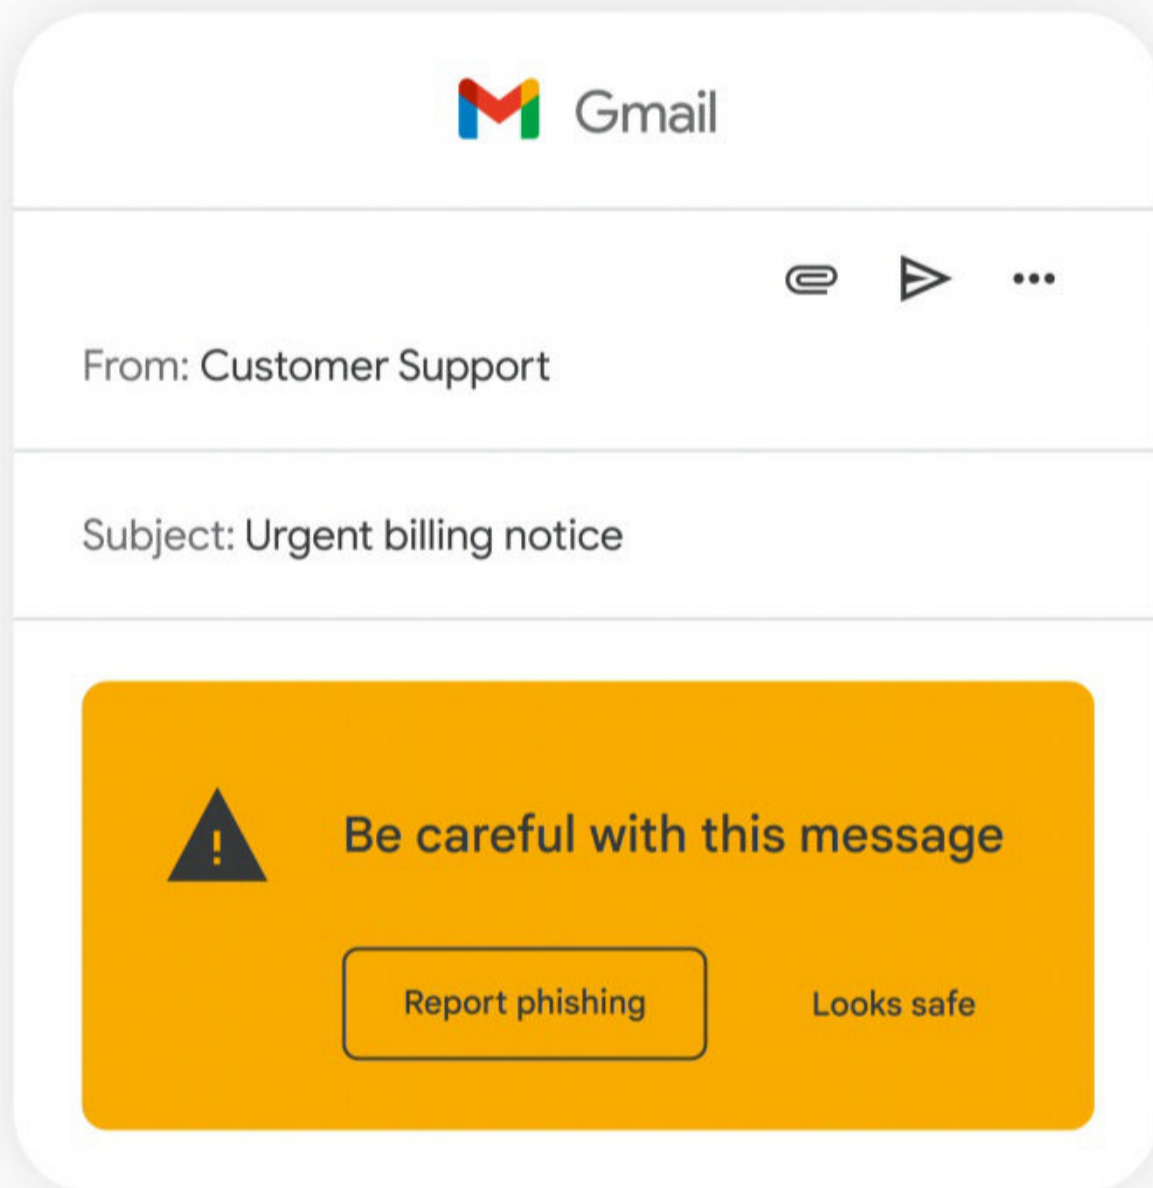 Gmail
From: Customer Support
Subject: Urgent billing notice
Be careful with this message
Report phishing
Looks safe